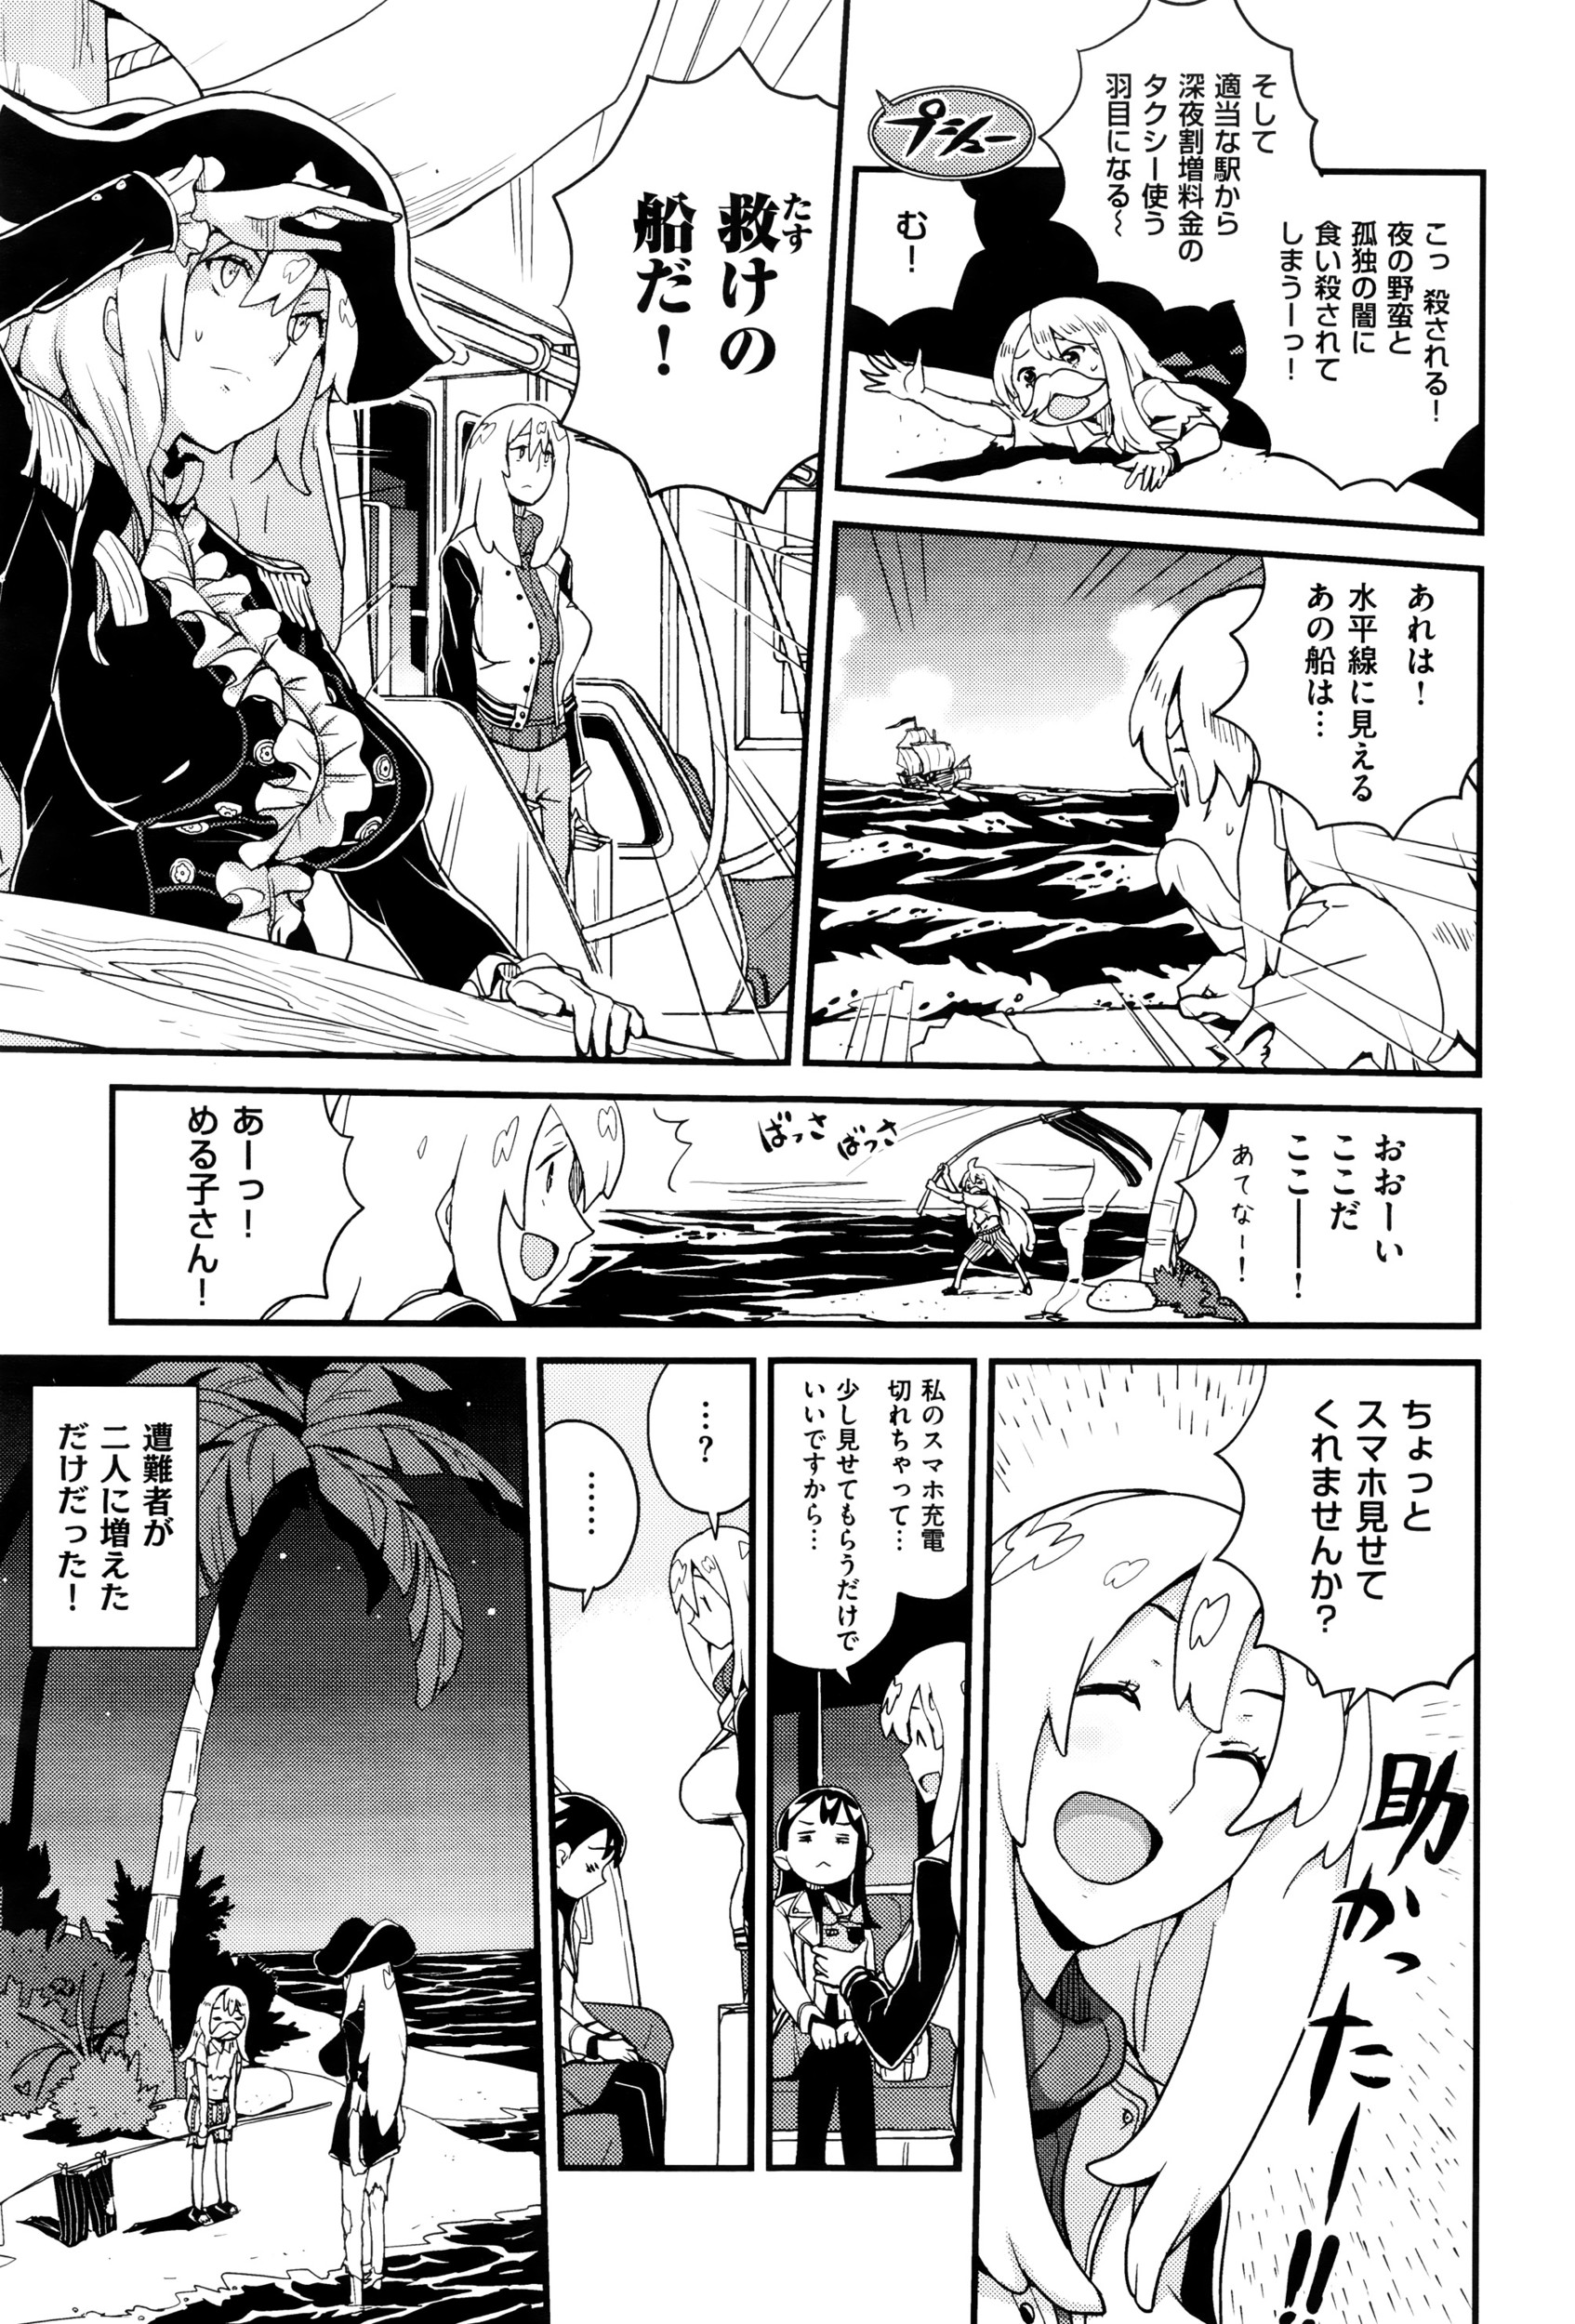 こっ 殺される！
夜の野蛮と
孤独の闇に
食い殺されて
しまうーっ！
そして
適当な駅から
深夜割増料金の
タクシー使う
羽目になる〜
プシュー
む！
あれは！
水平線に見える
あの船は…
救けの
たす
船だ！
おおーい
ここだ
ここ――！
あてなー！
ばっさ
ばっさ
あーっ！
める子さん！
ちょっと
スマホ見せて
くれませんか？
助かったー!!
私のスマホ充電
切れちゃって…
少し見せてもらうだけで
いいですから…
…？
……
遭難者が
二人に増えた
だけだった！